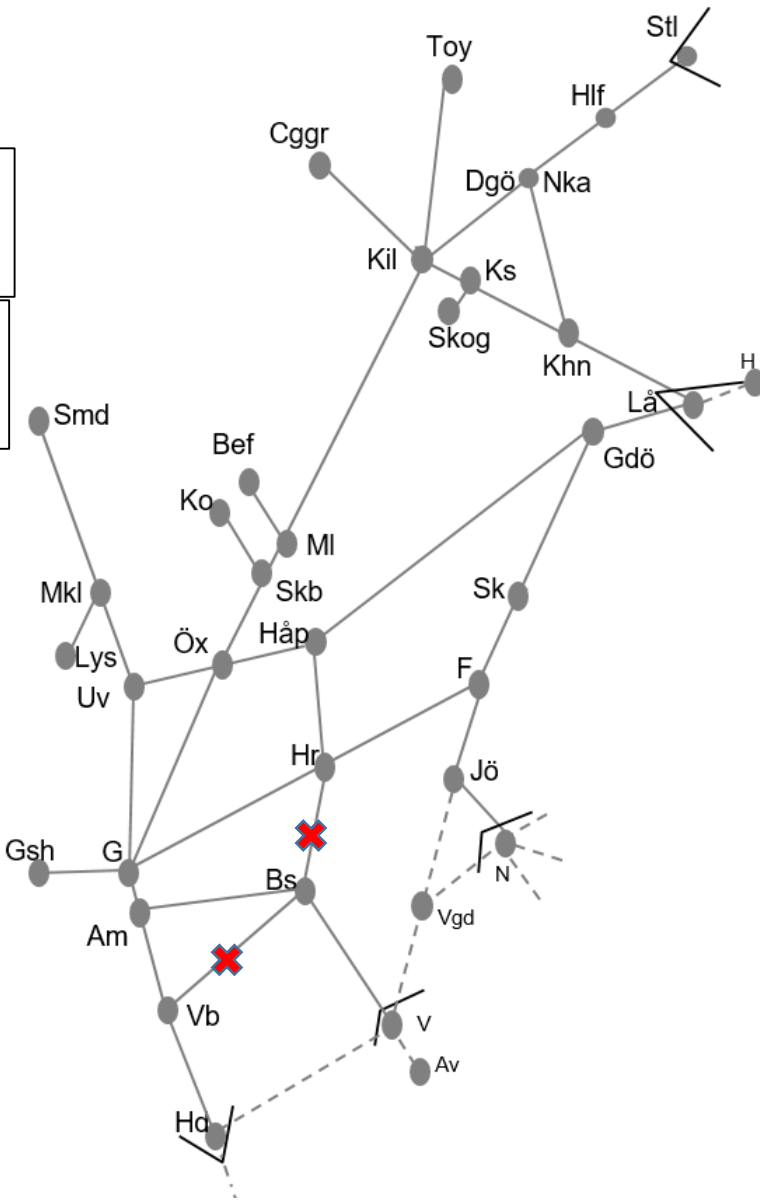 Stl
Toy
Hlf
Cggr
Dgö
Nka
Kil
Ks
Skog
Khn
H
Lå
Smd
Gdö
Bef
Ko
Ml
Mkl
Skb
Sk
Öx
Håp
Lys
Uv
F
Hr
Jö
Gsh
G
Bs
N
Vgd
Am
Vb
V
Av
Hd